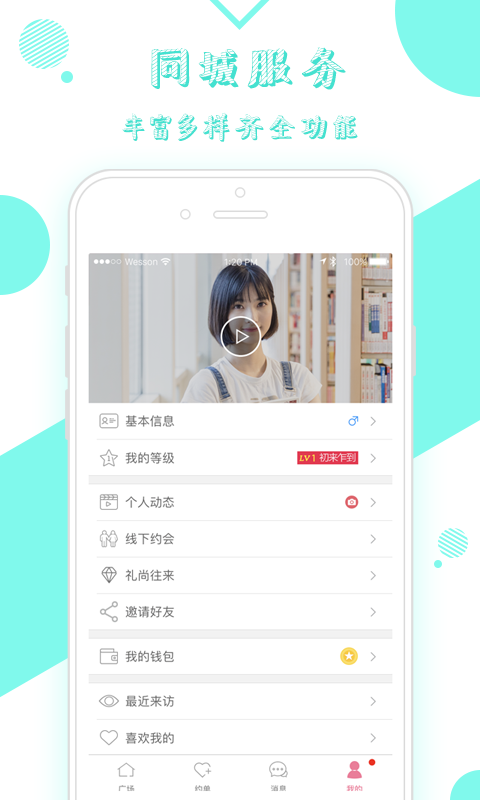 同城服务
丰富多样齐全功能
Wesson 1:20 PM 100%
基本信息
我的等级 LV1 初来乍到
个人动态
线下约会
礼尚往来
邀请好友
我的钱包
最近来访
喜欢我的
广场 约单 消息 我的